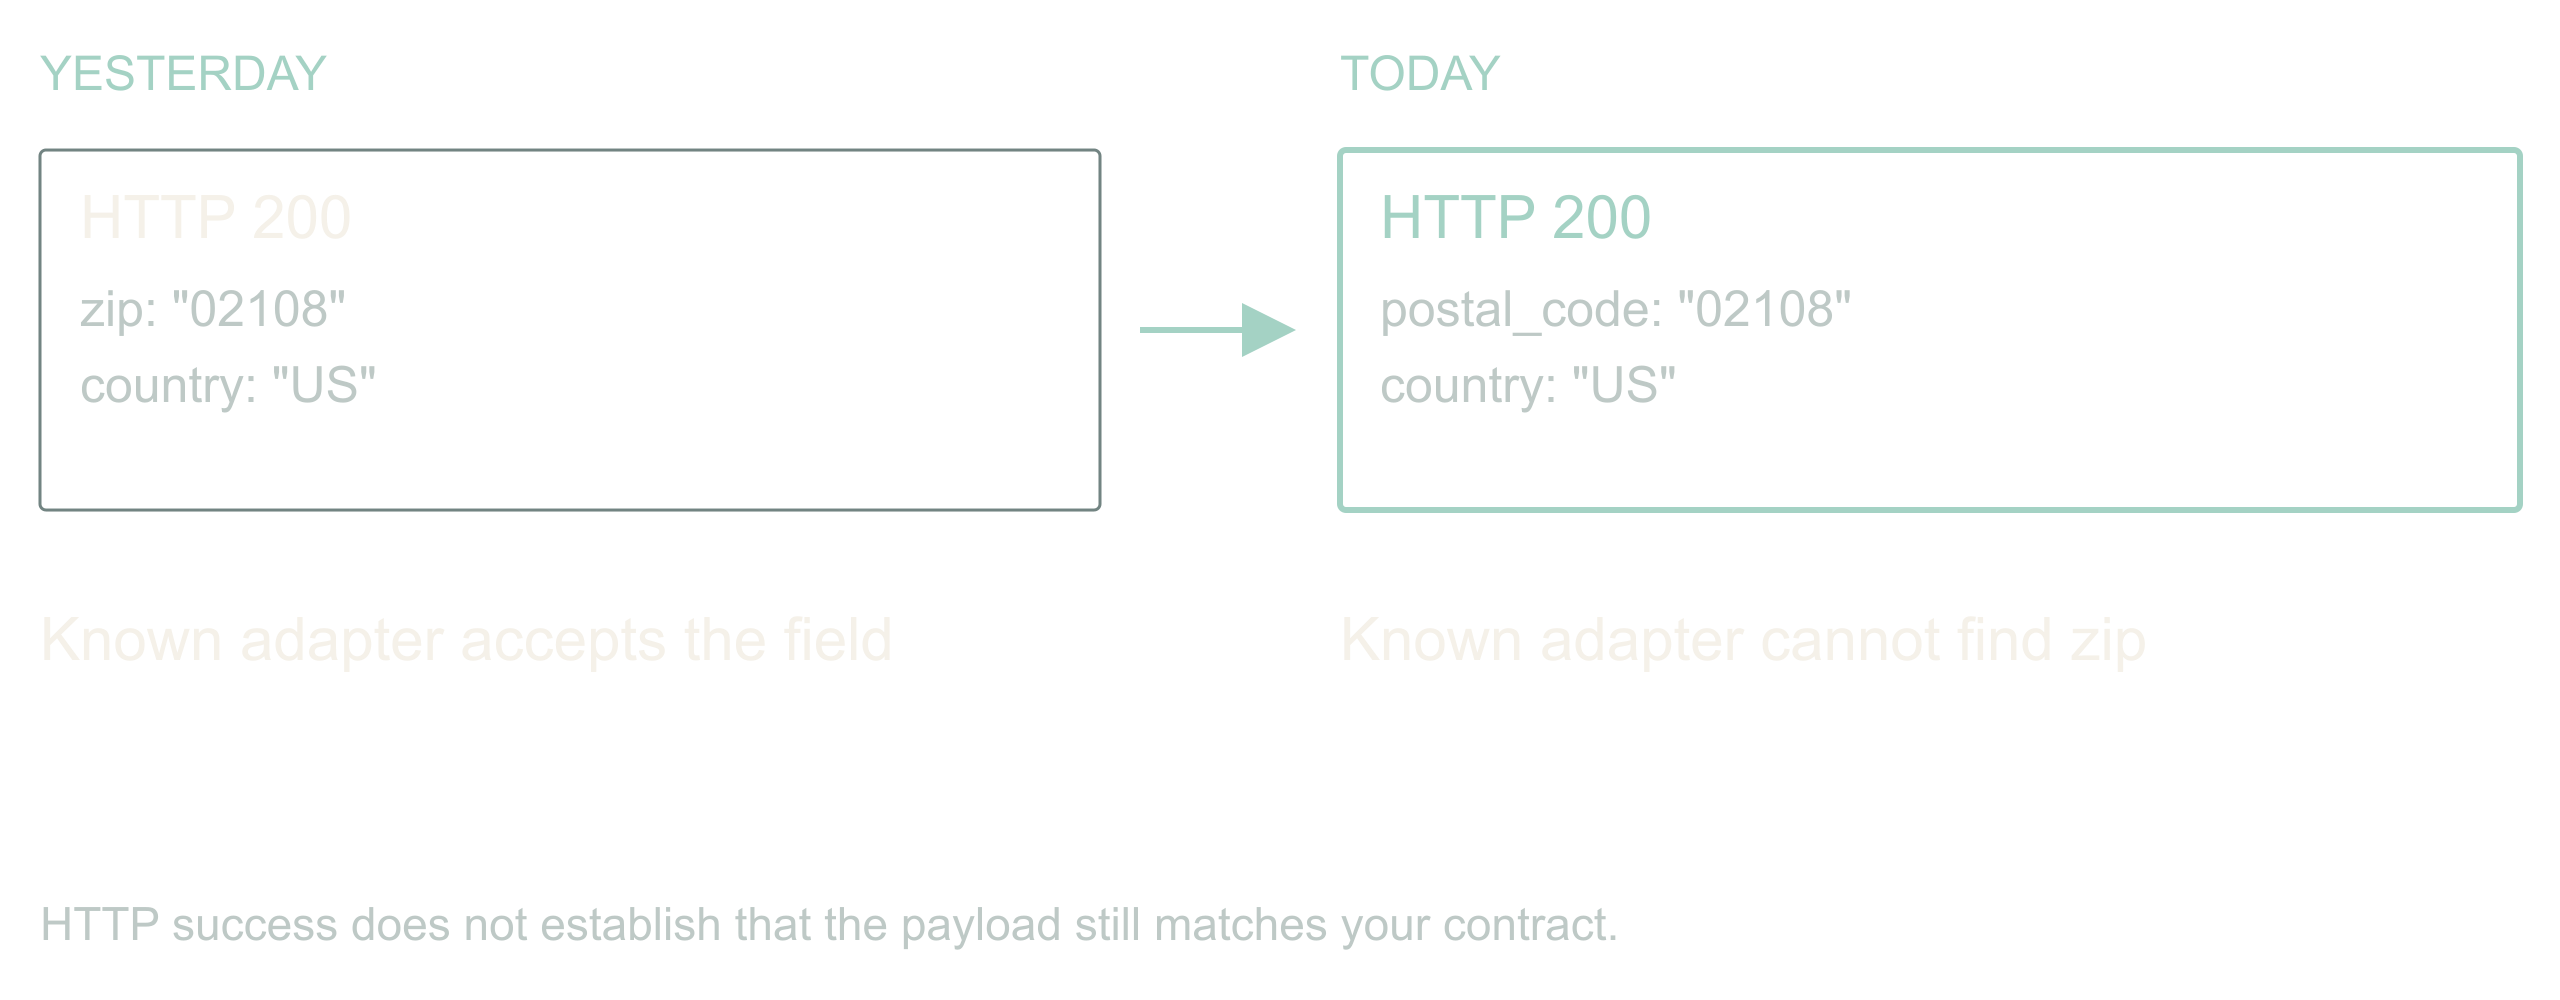 YESTERDAY
HTTP 200
zip: "02108"
country: "US"
Known adapter accepts the field
TODAY
HTTP 200
postal_code: "02108"
country: "US"
Known adapter cannot find zip
HTTP success does not establish that the payload still matches your contract.